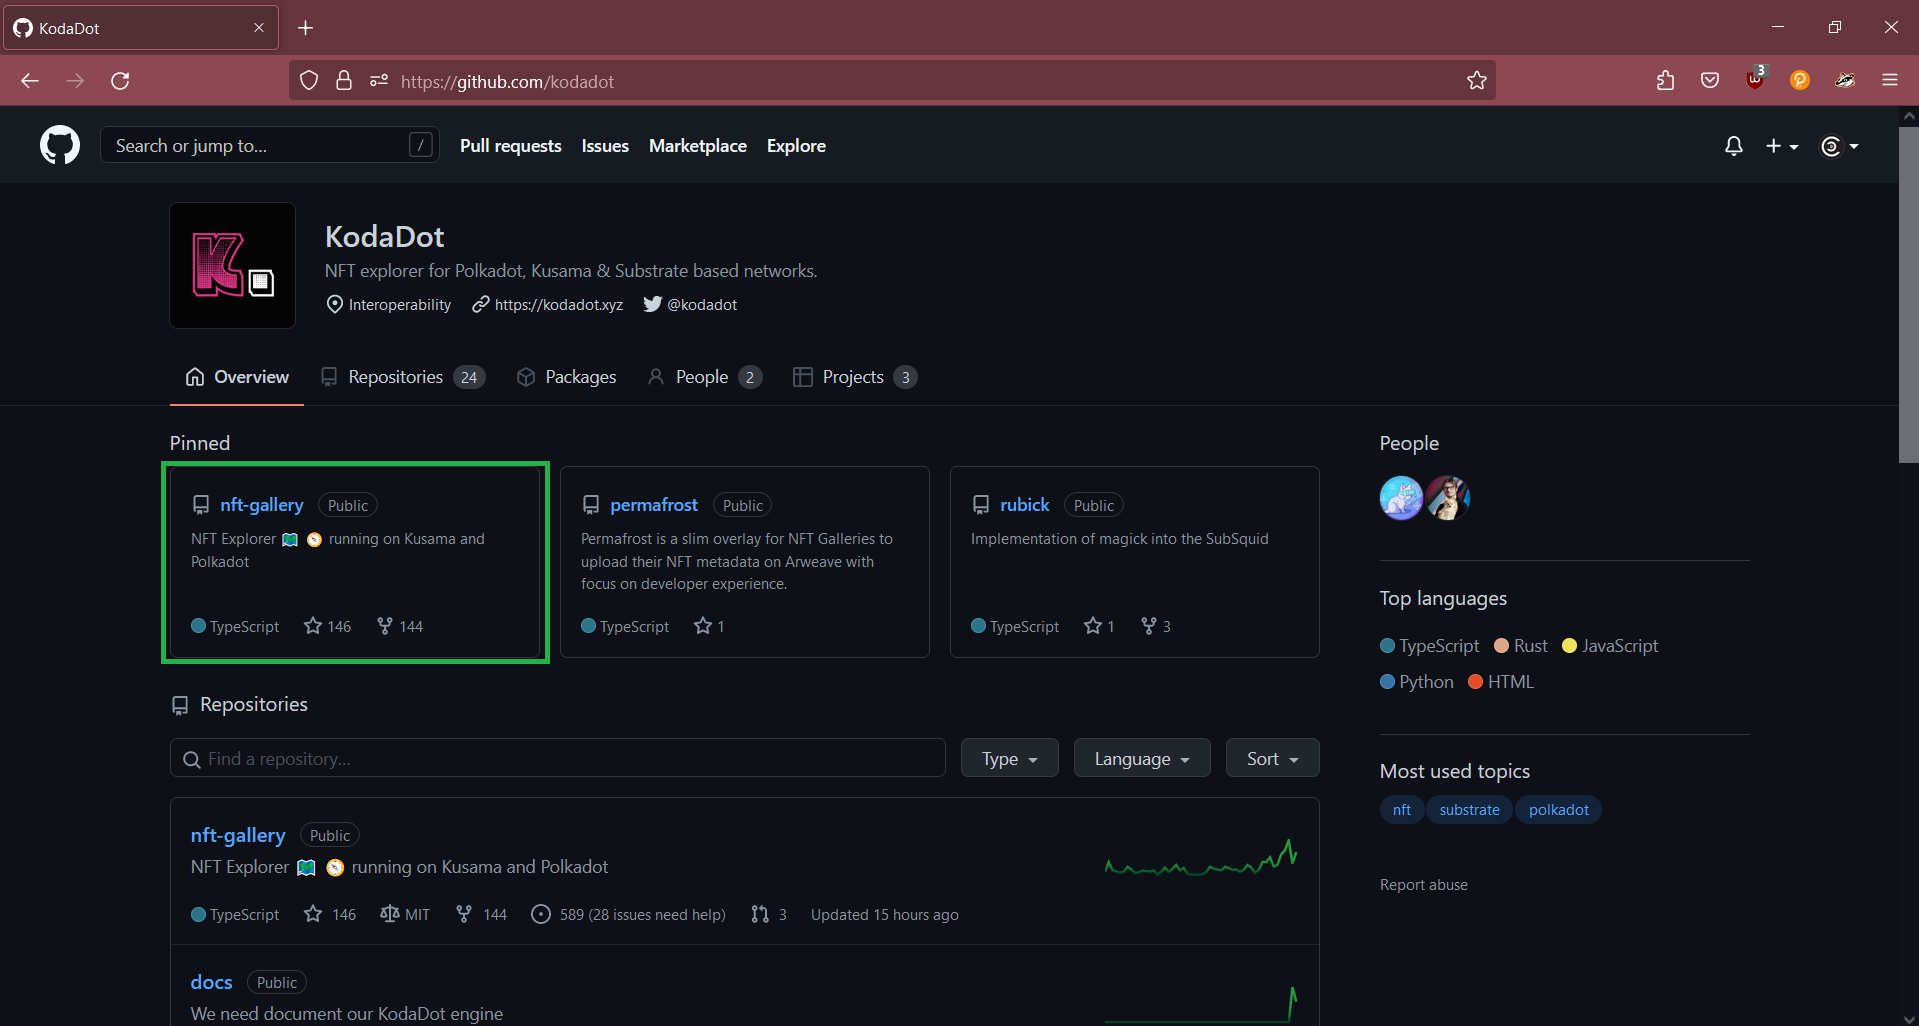 KodaDot
https://github.com/kodadot
3
Search or jump to... /
Pull requests Issues Marketplace Explore
KodaDot
NFT explorer for Polkadot, Kusama & Substrate based networks.
Interoperability https://kodadot.xyz @kodadot
Overview Repositories 24 Packages People 2 Projects 3
Pinned
nft-gallery Public
NFT Explorer running on Kusama and
Polkadot
TypeScript 146 144
permafrost Public
Permafrost is a slim overlay for NFT Galleries to
upload their NFT metadata on Arweave with
focus on developer experience.
TypeScript 1
rubick Public
Implementation of magick into the SubSquid
TypeScript 1 3
Repositories
Find a repository... Type Language Sort
nft-gallery Public
NFT Explorer running on Kusama and Polkadot
TypeScript 146 MIT 144 589 (28 issues need help) 3 Updated 15 hours ago
docs Public
We need document our KodaDot engine
People
Top languages
TypeScript Rust JavaScript
Python HTML
Most used topics
nft substrate polkadot
Report abuse